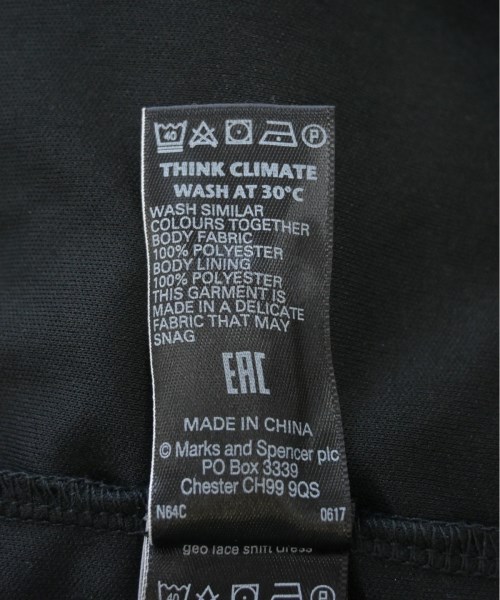 40 P
THINK CLIMATE
WASH AT 30°C
WASH SIMILAR
COLOURS TOGETHER
BODY FABRIC
100% POLYESTER
BODY LINING
100% POLYESTER
THIS GARMENT IS
MADE IN A DELICATE
FABRIC THAT MAY
SNAG
EAC
MADE IN CHINA
© Marks and Spencer plc
PO Box 3339
Chester CH99 9QS
N64C 0617
geo lace shift dress
40 P